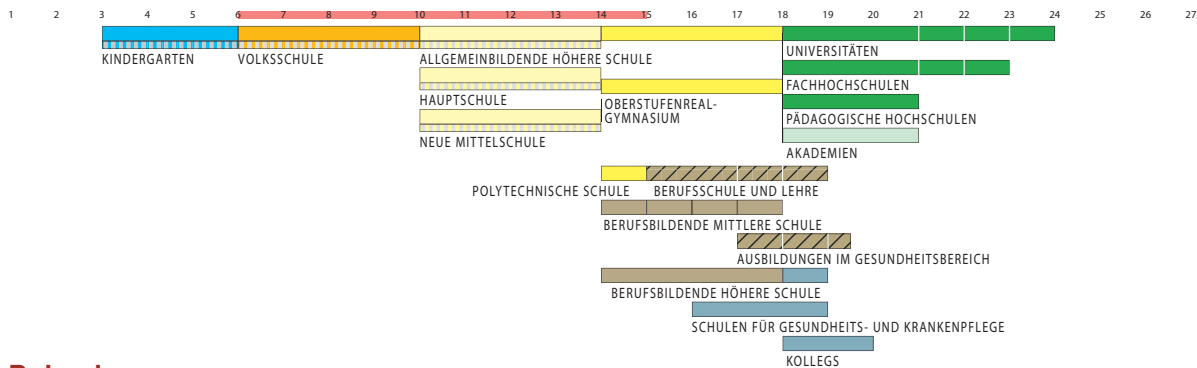 1 2 3 4 5 6 7 8 9 10 11 12 13 14 15 16 17 18 19 20 21 22 23 24 25 26 27
UNIVERSITÄTEN
KINDERGARTEN VOLKSSCHULE ALLGEMEINBILDENDE HÖHERE SCHULE
FACHHOCHSCHULEN
HAUPTSCHULE OBERSTUFENREAL-
GYMNASIUM
PÄDAGOGISCHE HOCHSCHULEN
NEUE MITTELSCHULE
AKADEMIEN
POLYTECHNISCHE SCHULE BERUFSSCHULE UND LEHRE
BERUFSBILDENDE MITTLERE SCHULE
AUSBILDUNGEN IM GESUNDHEITSBEREICH
BERUFSBILDENDE HÖHERE SCHULE
SCHULEN FÜR GESUNDHEITS- UND KRANKENPFLEGE
KOLLEGS